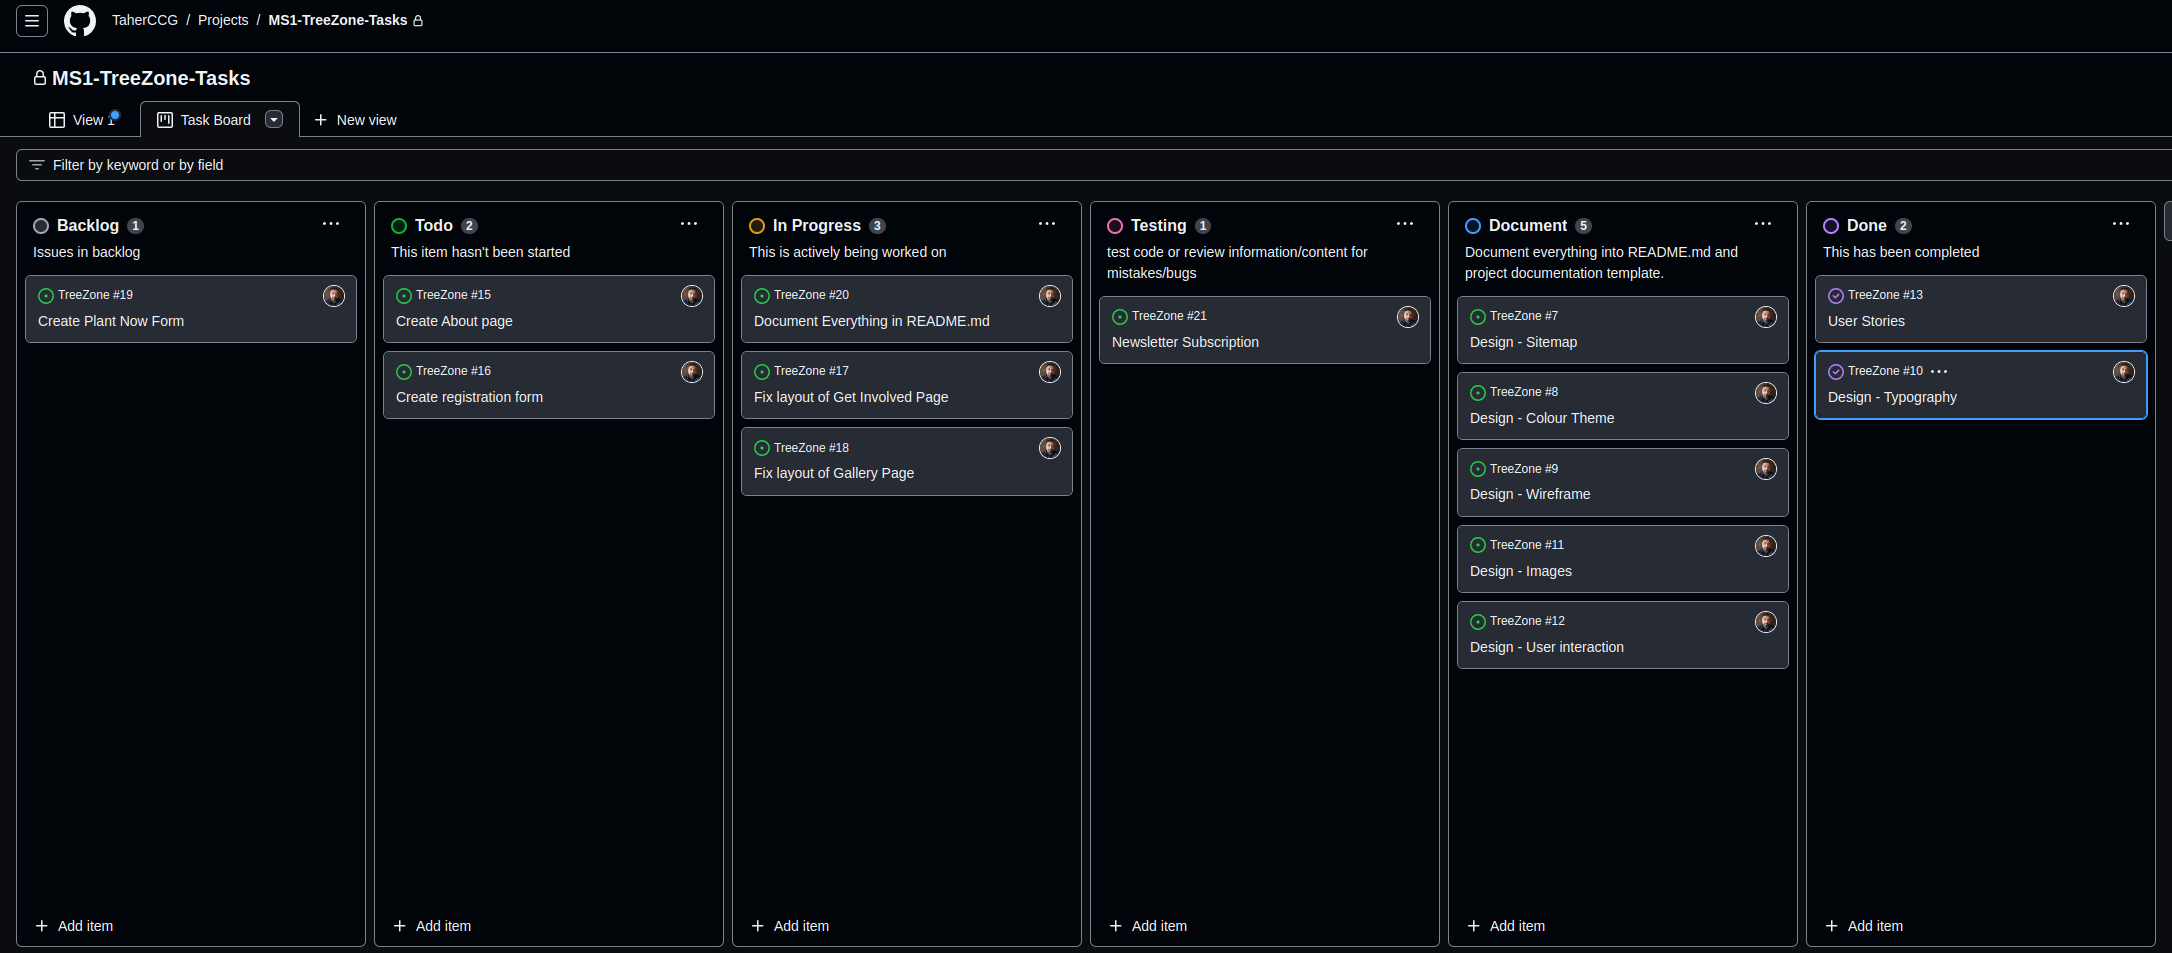 TaherCCG / Projects / MS1-TreeZone-Tasks
MS1-TreeZone-Tasks
View 1
Task Board
New view
Filter by keyword or by field
Backlog 1
Issues in backlog
TreeZone #19
Create Plant Now Form
Add item
Todo 2
This item hasn't been started
TreeZone #15
Create About page
TreeZone #16
Create registration form
Add item
In Progress 3
This is actively being worked on
TreeZone #20
Document Everything in README.md
TreeZone #17
Fix layout of Get Involved Page
TreeZone #18
Fix layout of Gallery Page
Add item
Testing 1
test code or review information/content for
mistakes/bugs
TreeZone #21
Newsletter Subscription
Add item
Document 5
Document everything into README.md and
project documentation template.
TreeZone #7
Design - Sitemap
TreeZone #8
Design - Colour Theme
TreeZone #9
Design - Wireframe
TreeZone #11
Design - Images
TreeZone #12
Design - User interaction
Add item
Done 2
This has been completed
TreeZone #13
User Stories
TreeZone #10
Design - Typography
Add item